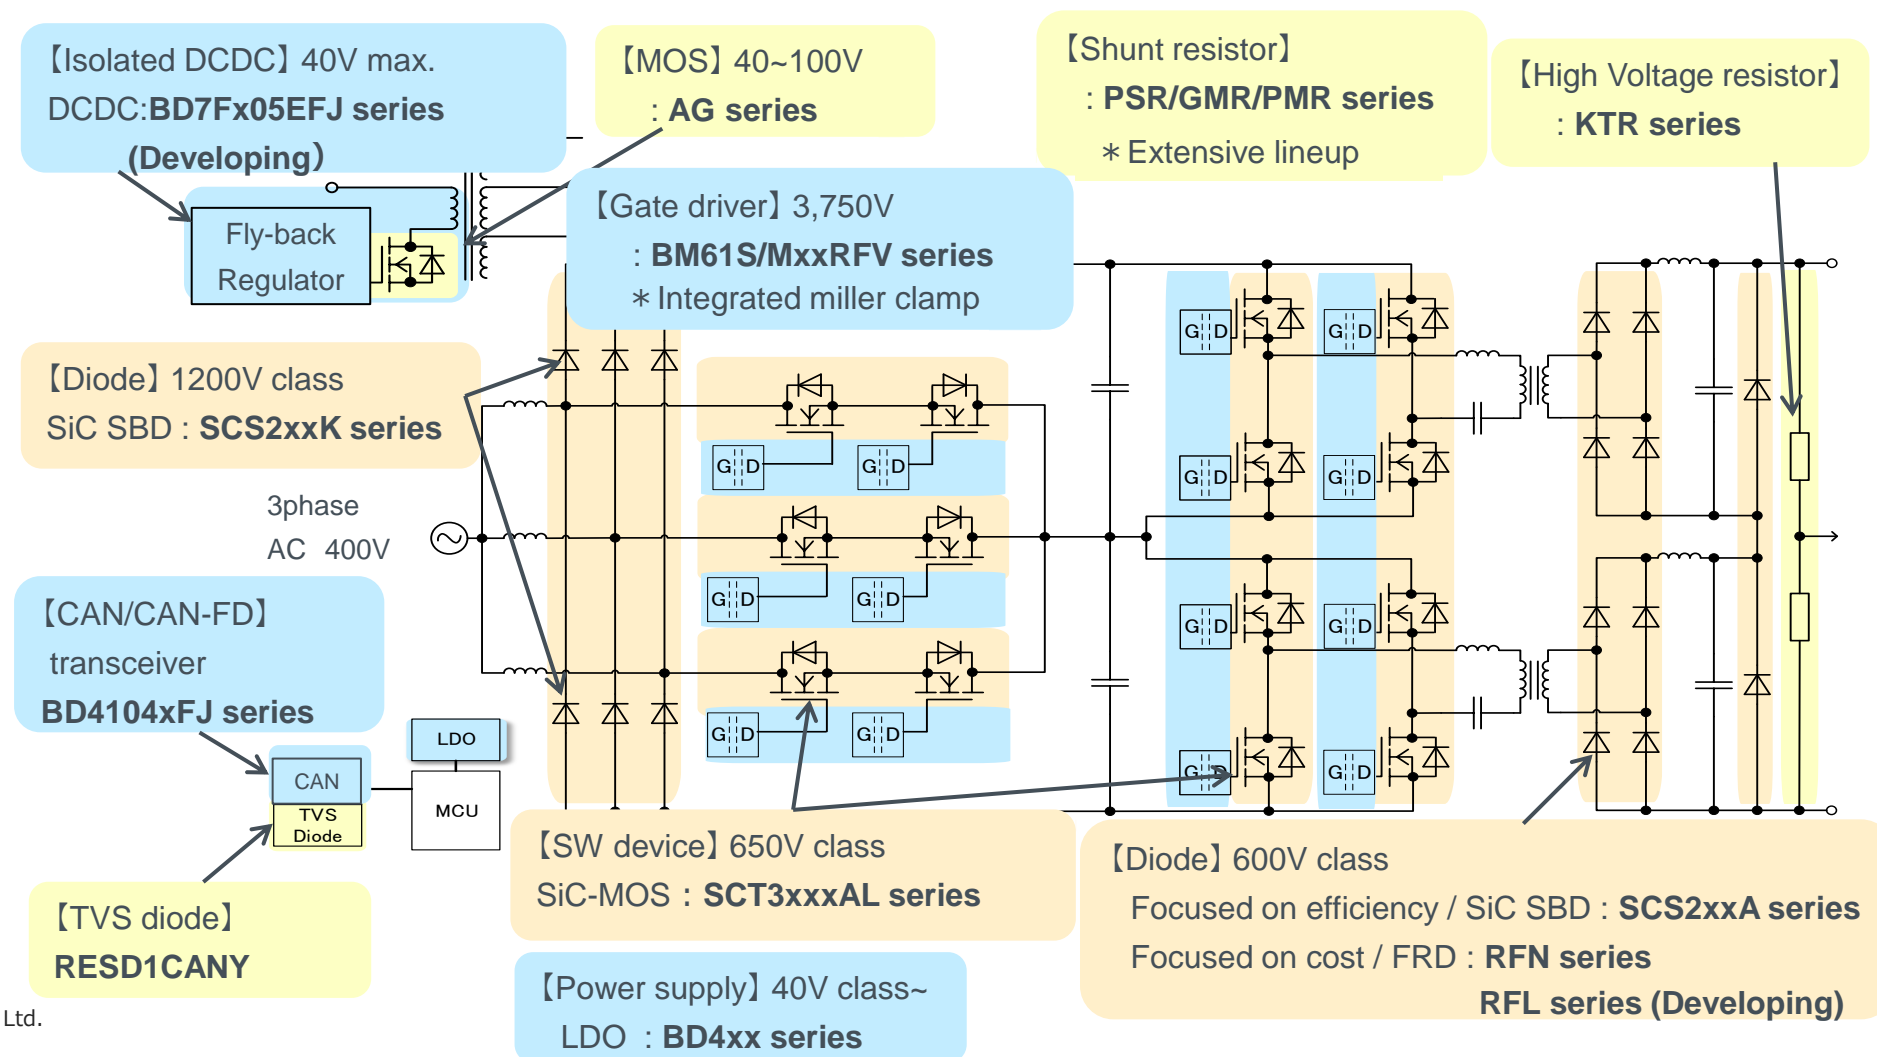 【Isolated DCDC】 40V max.
DCDC:BD7Fx05EFJ series
(Developing)
【MOS】 40~100V
: AG series
【Shunt resistor】
: PSR/GMR/PMR series
＊Extensive lineup
【High Voltage resistor】
: KTR series
Fly-back
Regulator
【Gate driver】 3,750V
: BM61S/MxxRFV series
＊Integrated miller clamp
【Diode】 1200V class
SiC SBD : SCS2xxK series
3phase
AC 400V
G D
G D
G D
G D
G D
G D
G D
G D
G D
G D
G D
G D
G D
G D
【CAN/CAN-FD】
transceiver
BD4104xFJ series
LDO
CAN
TVS
Diode
MCU
【TVS diode】
RESD1CANY
【SW device】 650V class
SiC-MOS : SCT3xxxAL series
【Power supply】 40V class~
LDO : BD4xx series
【Diode】 600V class
Focused on efficiency / SiC SBD : SCS2xxA series
Focused on cost / FRD : RFN series
RFL series (Developing)
Ltd.